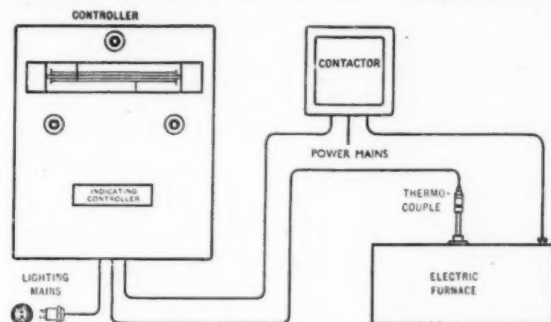 CONTROLLER
CONTACTOR
POWER MAINS
INDICATING
CONTROLLER
THERMO-
COUPLE
LIGHTING
MAINS
ELECTRIC
FURNACE